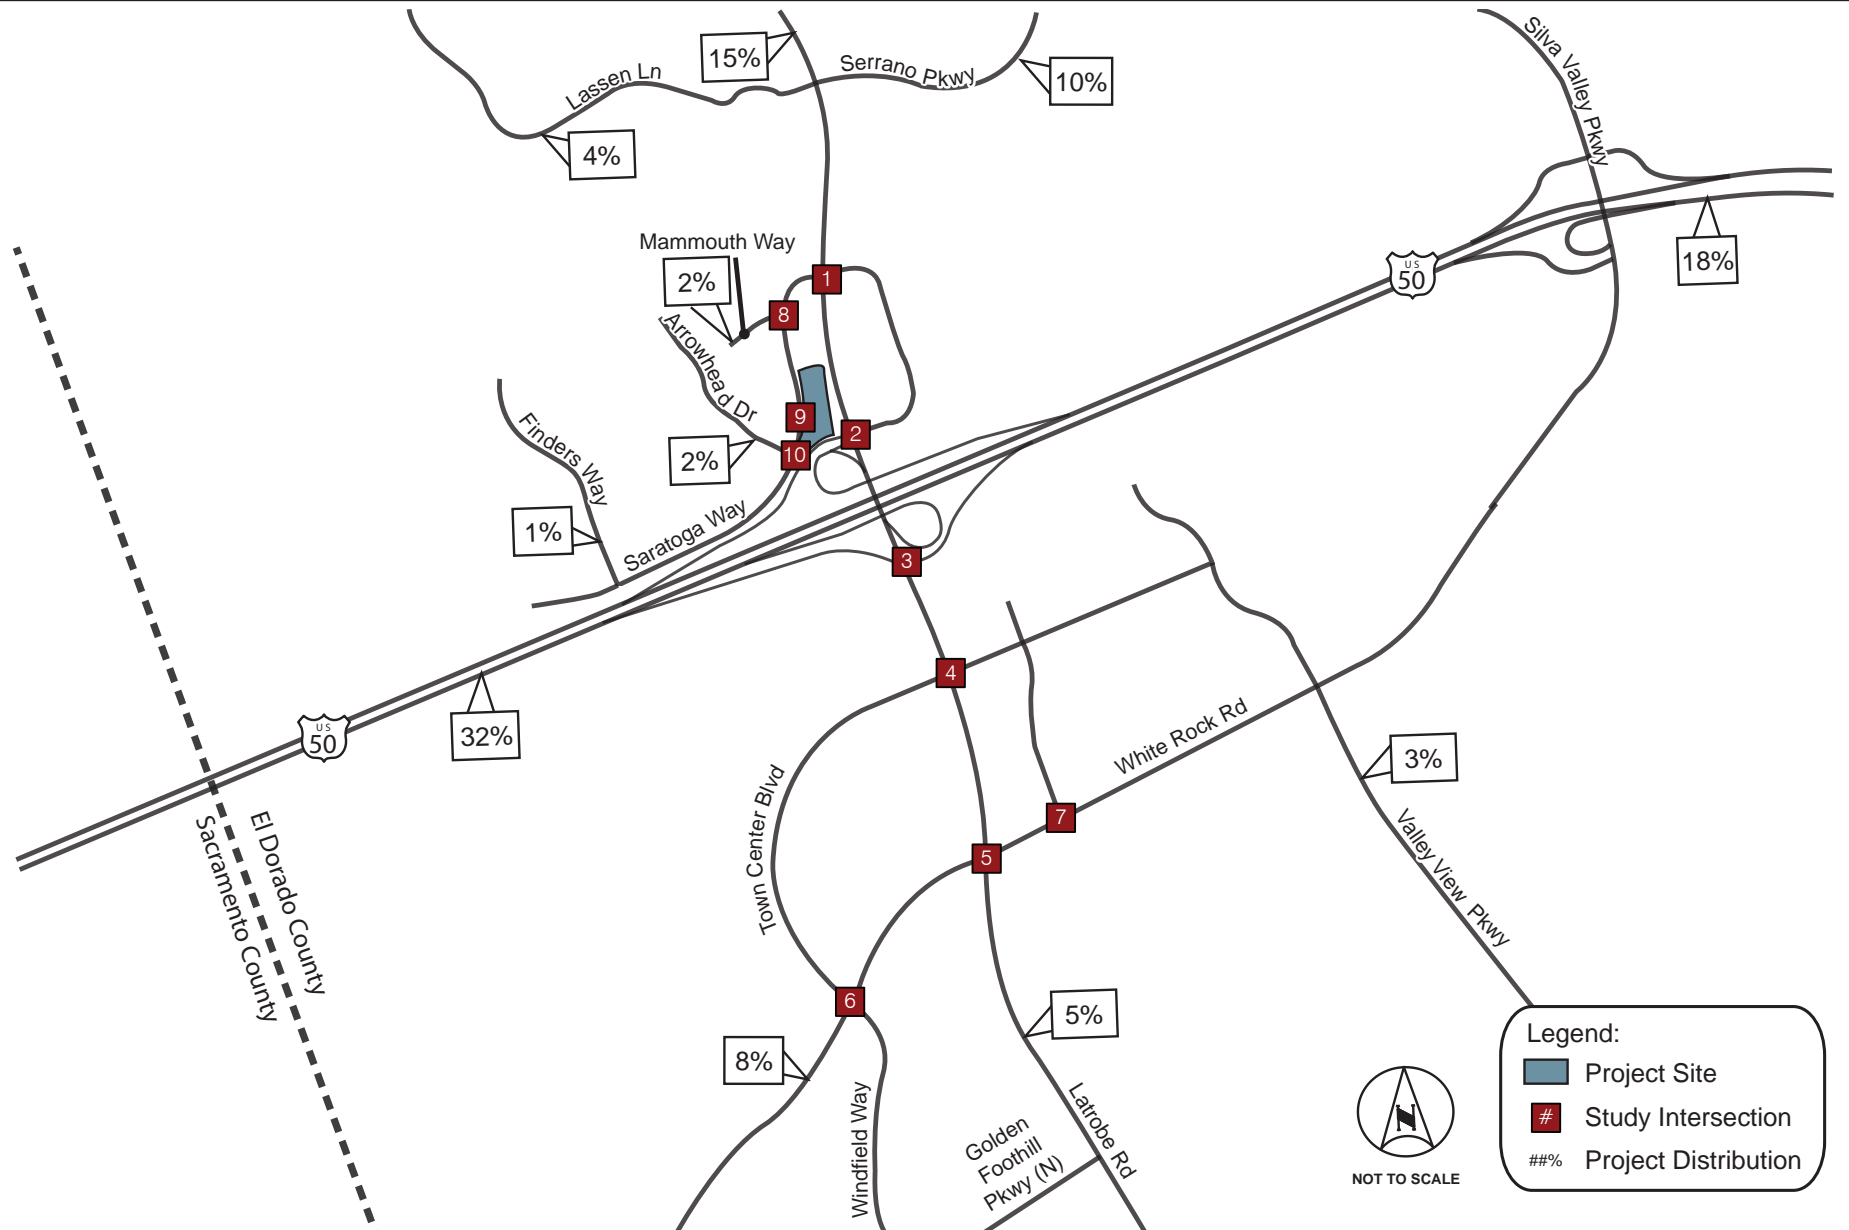 15%
Serrano Pkwy
10%
Lassen Ln
4%
Silva Valley Pkwy
18%
US
50
Mammouth Way
2%
1
8
Arrowhead Dr
9
2
10
2%
Finders Way
1%
Saratoga Way
3
4
32%
US
50
White Rock Rd
3%
7
Town Center Blvd
5
Valley View Pkwy
El Dorado County
Sacramento County
6
5%
8%
Windfield Way
Latrobe Rd
Golden
Foothill
Pkwy (N)
N
NOT TO SCALE
Legend:
Project Site
# Study Intersection
##% Project Distribution